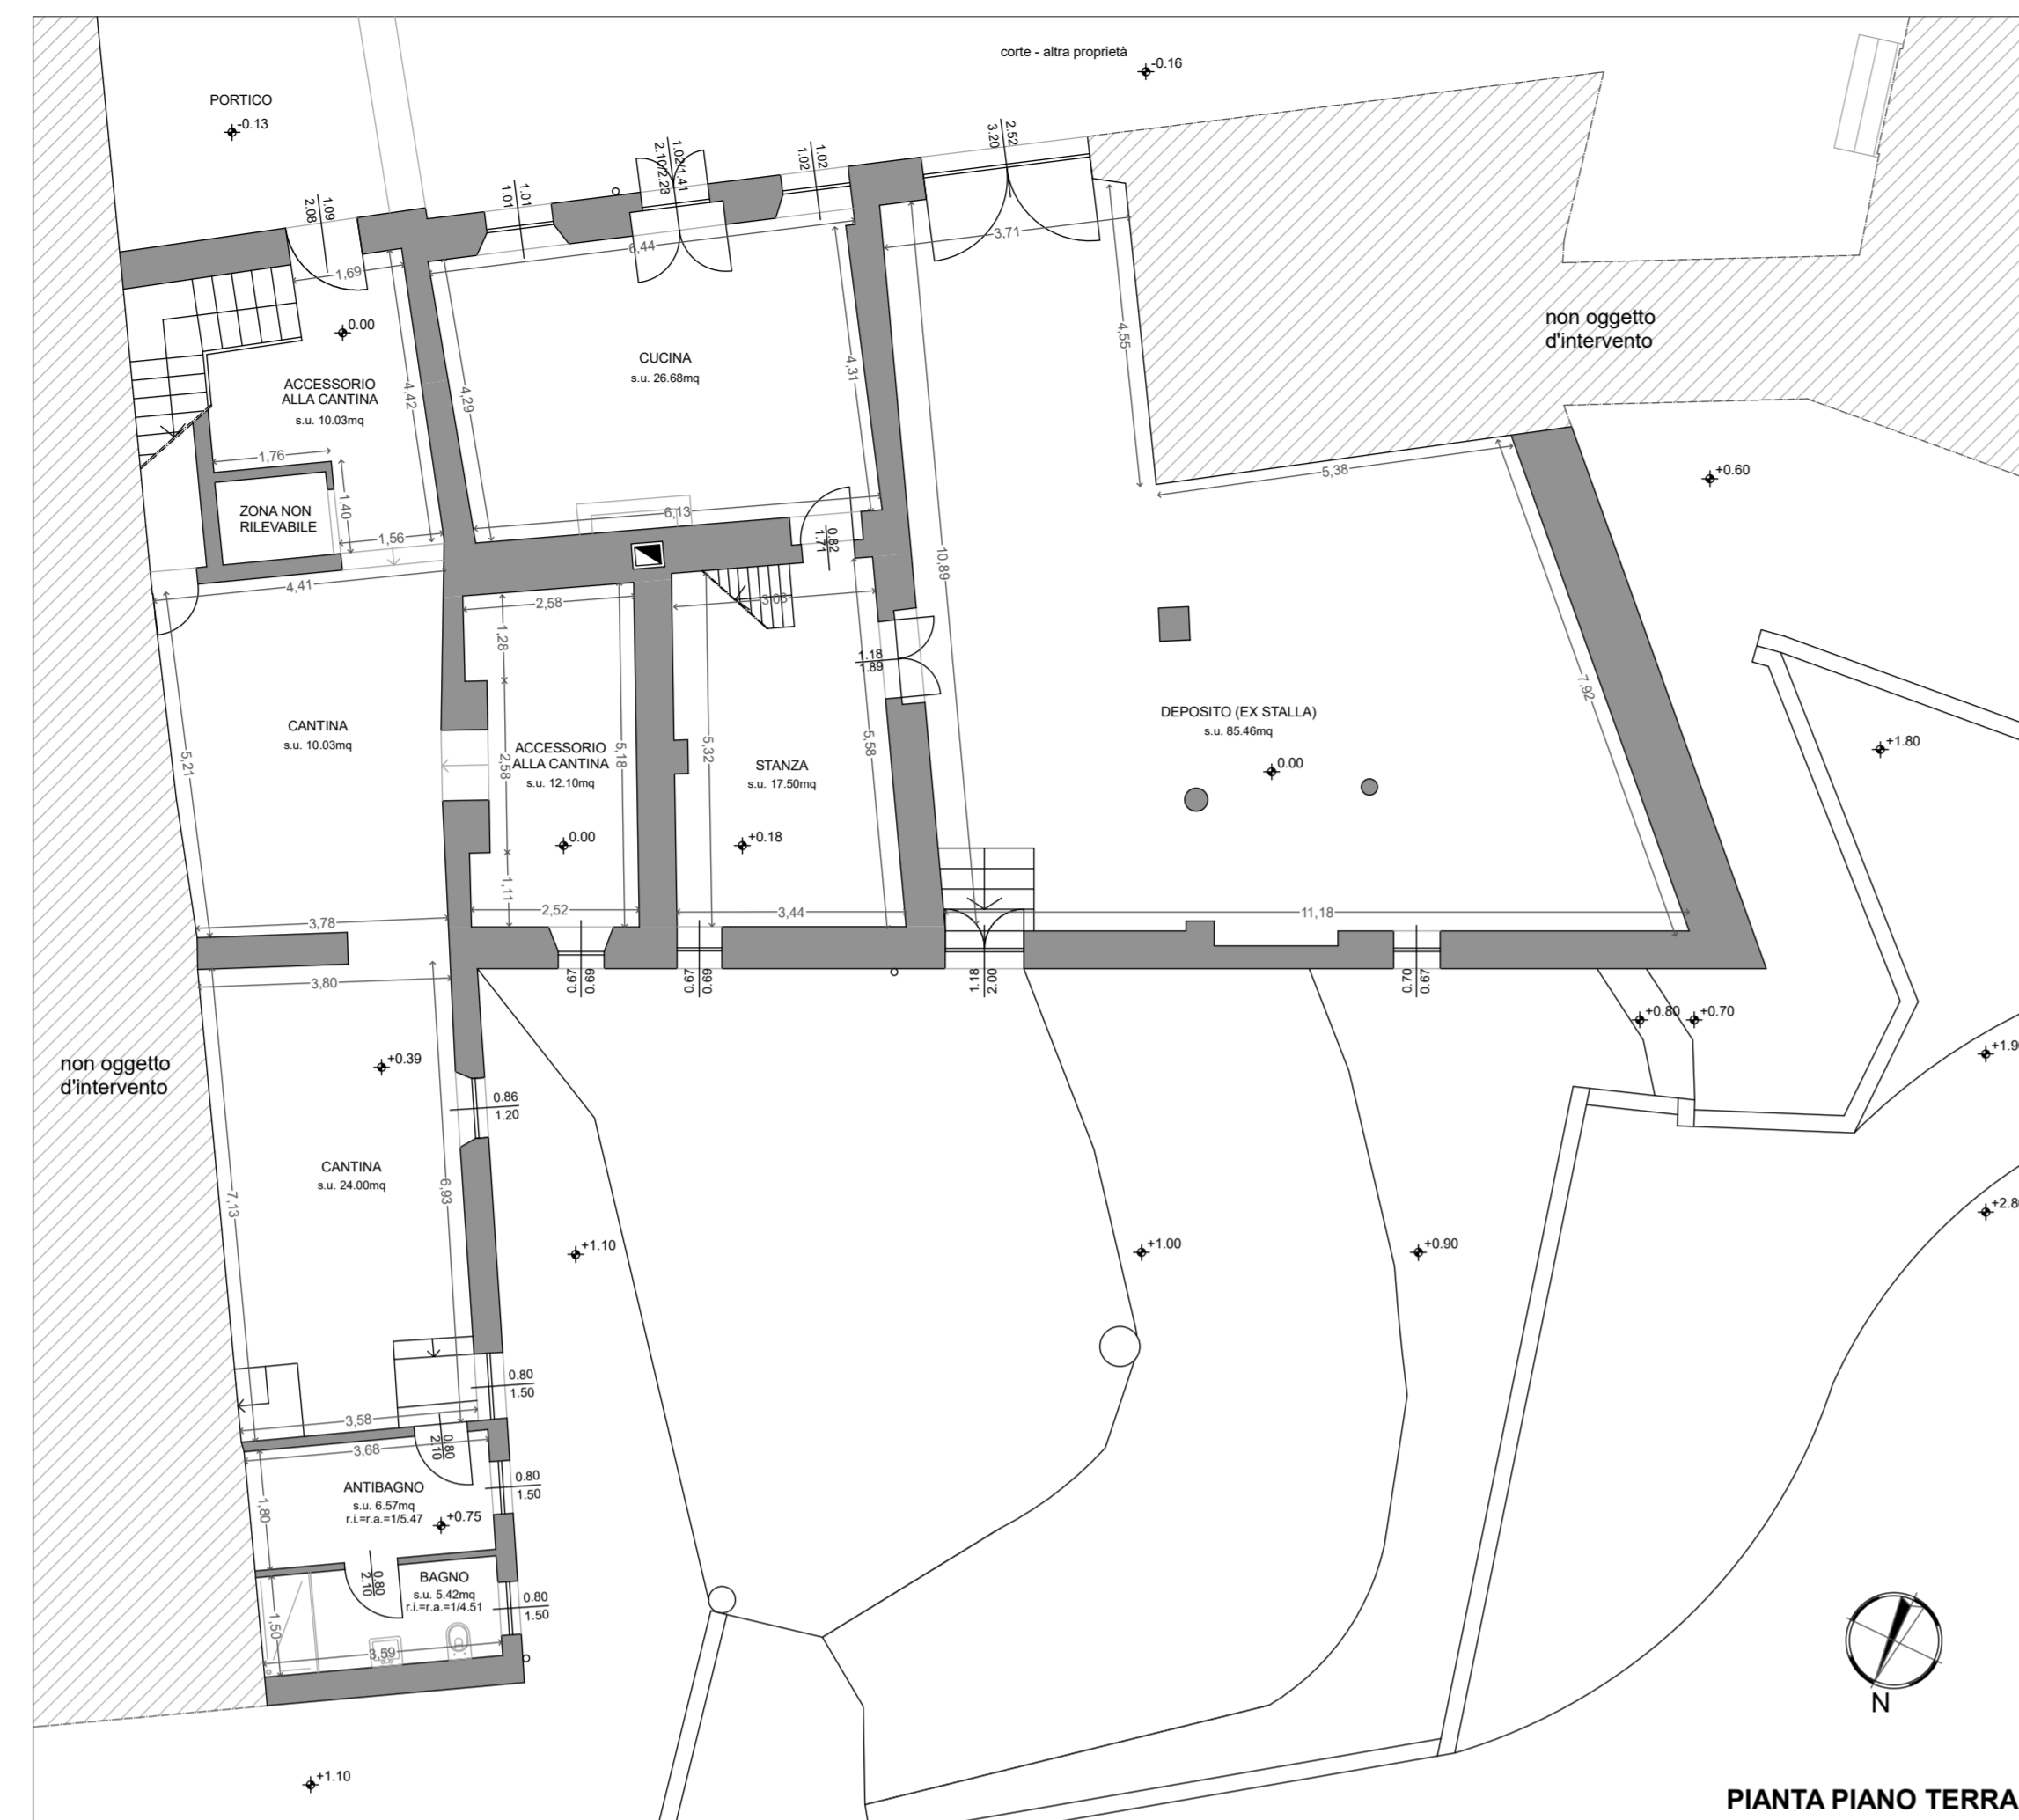 corte - altra proprietà
-0.16
PORTICO
-0.13
2.52
3.20
1.02/1.41
2.10/2.23
1.02
1.02
1.09
2.08
1.01
1.01
6,44
3,71
1,69
0.00
4,55
non oggetto
d'intervento
CUCINA
s.u. 26.68mq
4,31
4,29
4,42
ACCESSORIO
ALLA CANTINA
s.u. 10.03mq
1,76
5,38
+0.60
ZONA NON
RILEVABILE
1,40
1,56
6,13
0.82
1.71
10,89
4,41
2,58
3,03
1,28
1.18
1.89
7,92
CANTINA
s.u. 10.03mq
5,21
ACCESSORIO
ALLA CANTINA
s.u. 12.10mq
2,58
5,18
5,32
STANZA
s.u. 17.50mq
5,58
DEPOSITO (EX STALLA)
s.u. 85.46mq
0.00
+1.80
0.00
+0.18
1,11
3,78
2,52
3,44
11,18
3,80
0.69
0.67
0.69
0.67
2.00
1.18
0.67
0.70
+0.80
+0.70
+0.39
non oggetto
d'intervento
0.86
1.20
+1.9
CANTINA
s.u. 24.00mq
7,13
6,93
+2.8
+1.10
+1.00
+0.90
0.80
1.50
3,58
3,68
0.80
2.10
ANTIBAGNO
s.u. 6.57mq
r.i.=r.a.=1/5.47
+0.75
1,80
0.80
1.50
0.80
2.10
BAGNO
s.u. 5.42mq
r.i.=r.a.=1/4.51
0.80
1.50
1,50
3,59
N
+1.10
PIANTA PIANO TERRA